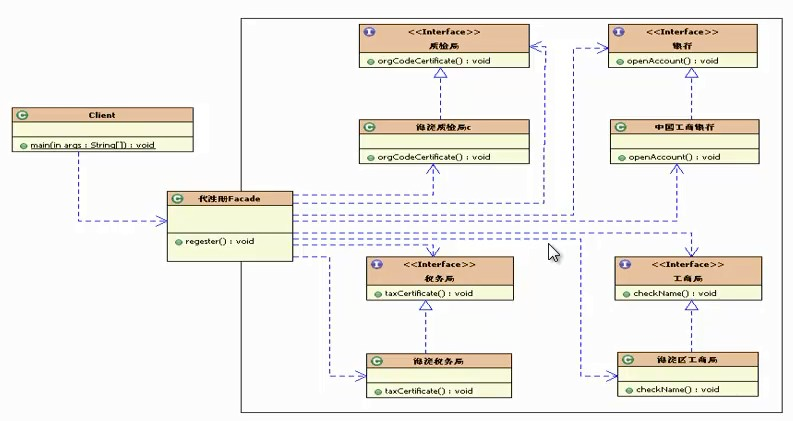 <<Interface>>
质检局
orgCodeCertificate() : void
<<Interface>>
银行
openAccount() : void
Client
main(in args : String[]) : void
海淀质检局c
orgCodeCertificate() : void
中国工商银行
openAccount() : void
代注册Facade
regester() : void
<<Interface>>
税务局
taxCertificate() : void
<<Interface>>
工商局
checkName() : void
海淀税务局
taxCertificate() : void
海淀区工商局
checkName() : void